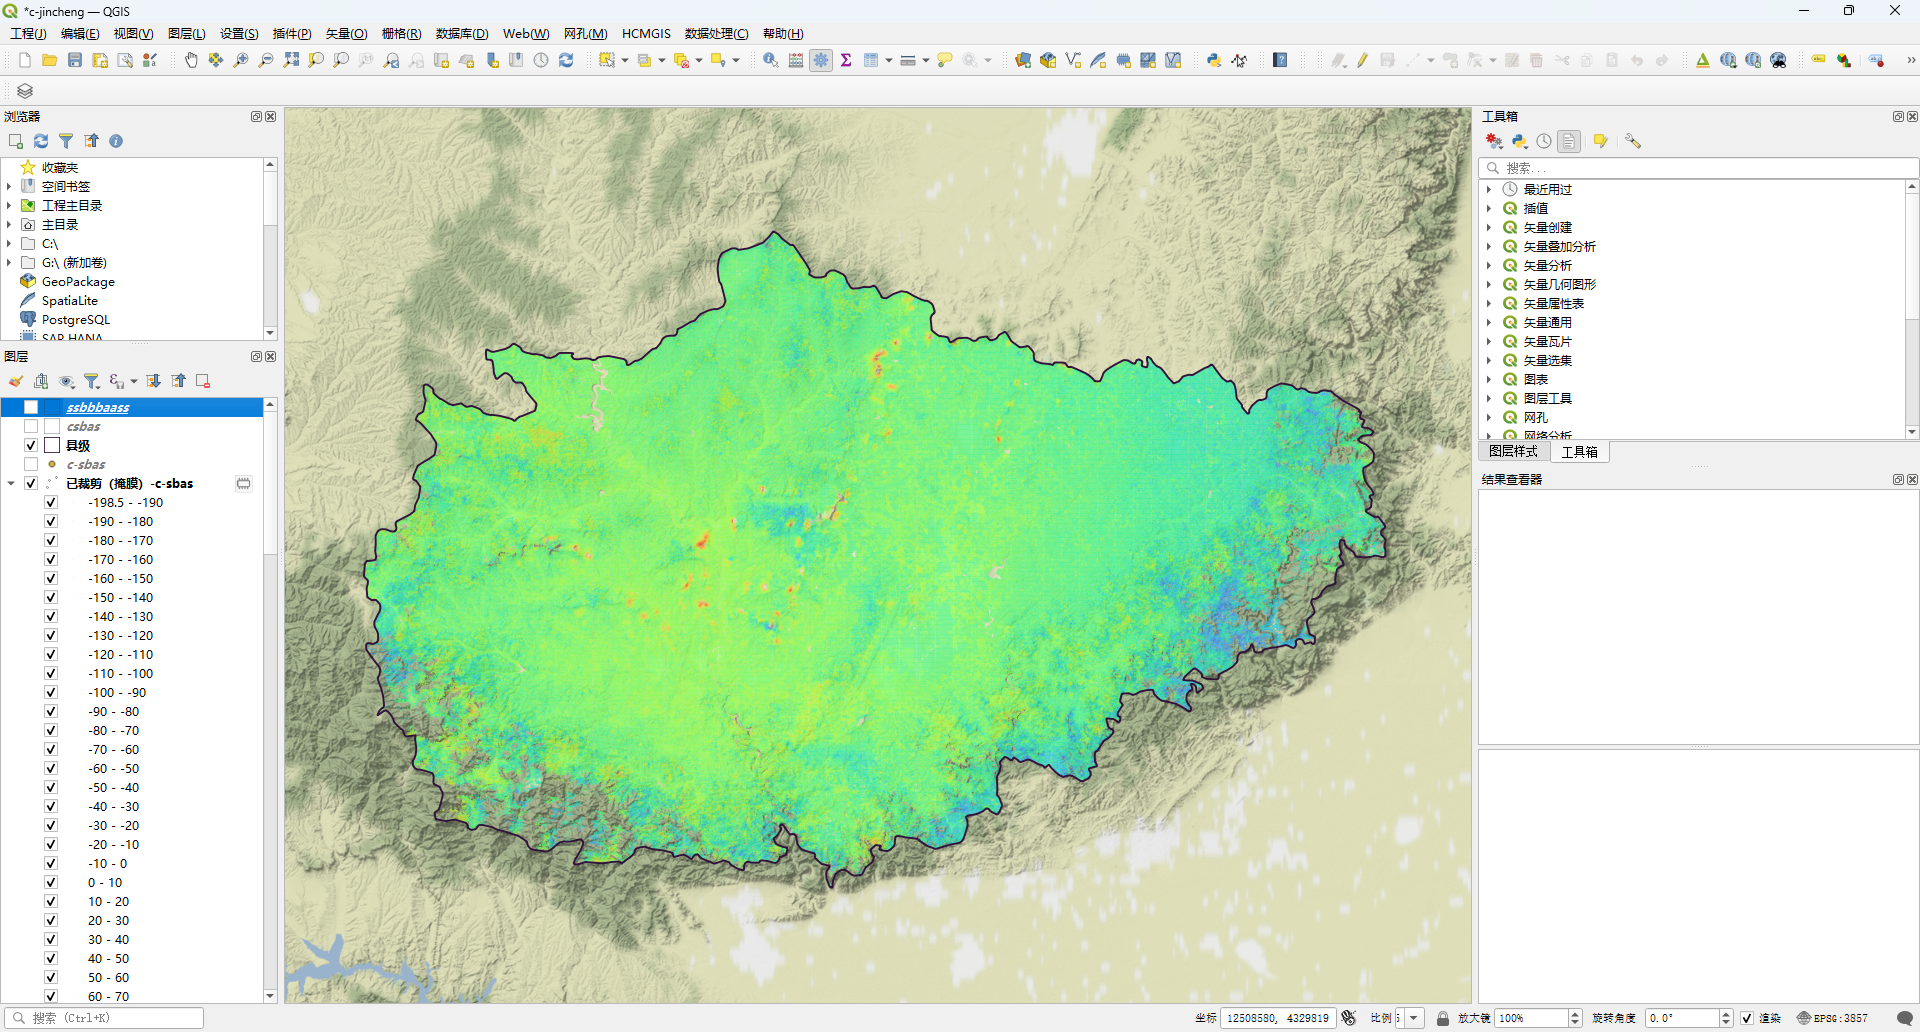 *c-jincheng — QGIS
工程(J) 编辑(E) 视图(V) 图层(L) 设置(S) 插件(P) 矢量(O) 栅格(R) 数据库(D) Web(W) 网孔(M) HCMGIS 数据处理(C) 帮助(H)
浏览器
收藏夹
空间书签
工程主目录
主目录
C:\
G:\ (新加卷)
GeoPackage
SpatiaLite
PostgreSQL
SAP HANA
图层
ssbbbaass
csbas
县级
c-sbas
已裁剪（掩膜）-c-sbas
-198.5 - -190
-190 - -180
-180 - -170
-170 - -160
-160 - -150
-150 - -140
-140 - -130
-130 - -120
-120 - -110
-110 - -100
-100 - -90
-90 - -80
-80 - -70
-70 - -60
-60 - -50
-50 - -40
-40 - -30
-30 - -20
-20 - -10
-10 - 0
0 - 10
10 - 20
20 - 30
30 - 40
40 - 50
50 - 60
60 - 70
工具箱
搜索...
最近用过
插值
矢量创建
矢量叠加分析
矢量分析
矢量几何图形
矢量属性表
矢量通用
矢量瓦片
矢量选集
图表
图层工具
网孔
网络分析
图层样式 工具箱
结果查看器
搜索 (Ctrl+K)
坐标 12508580, 4329819 比例 放大镜 100% 旋转角度 0.0° 渲染 EPSG:3857